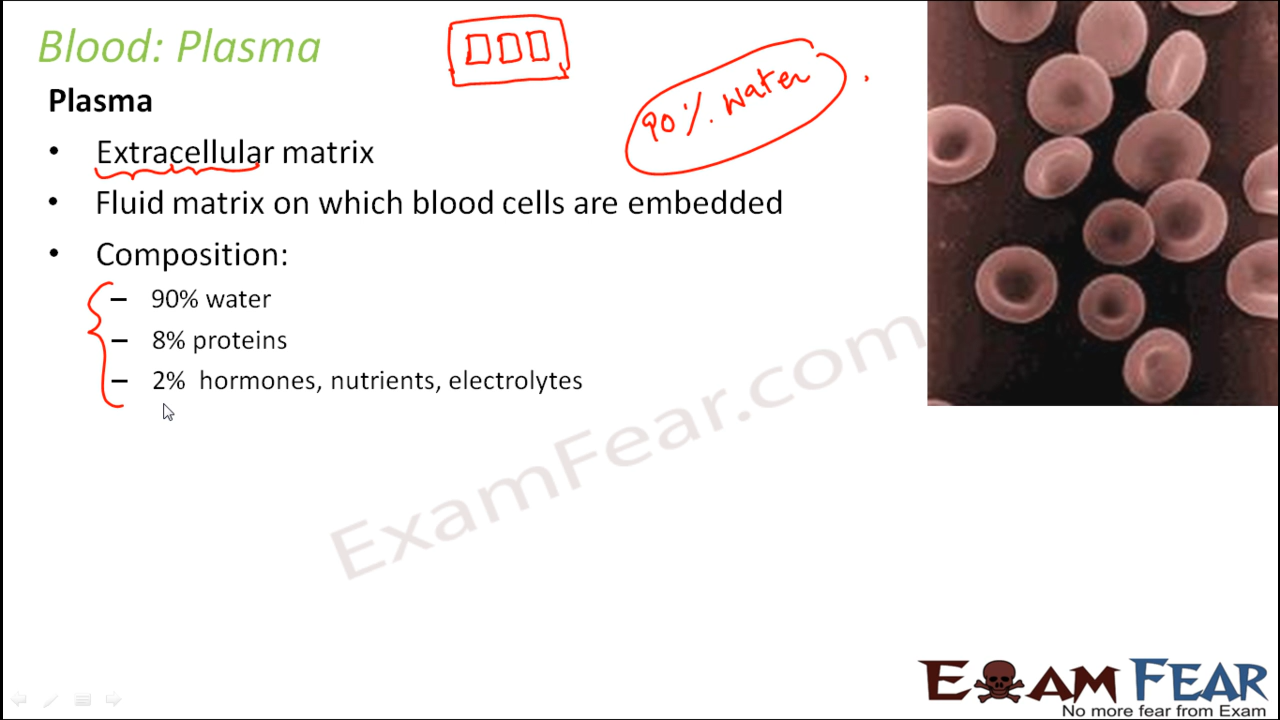 Blood: Plasma
90% water
Plasma
• Extracellular matrix
• Fluid matrix on which blood cells are embedded
• Composition:
– 90% water
– 8% proteins
– 2% hormones, nutrients, electrolytes
ExamFear.com
EXAM FEAR
No more fear from Exam